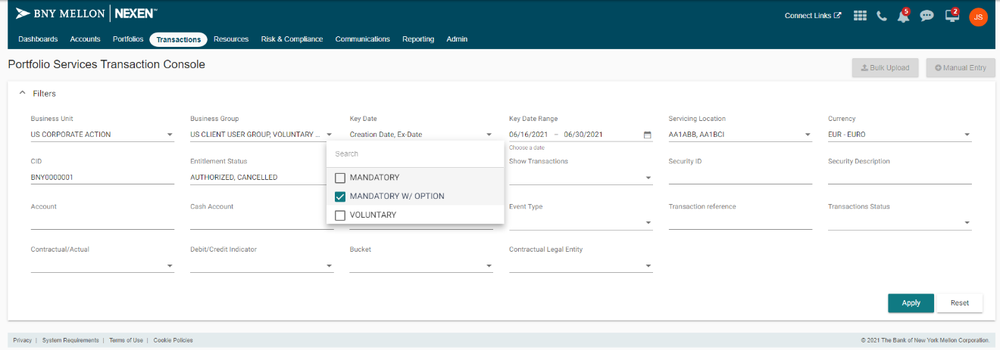 BNY MELLON | NEXEN℠
Connect Links
5
2
JS
Dashboards Accounts Portfolios Transactions Resources Risk & Compliance Communications Reporting Admin
Portfolio Services Transaction Console
Bulk Upload
Manual Entry
Filters
Business Unit Business Group Key Date Key Date Range Servicing Location Currency
US CORPORATE ACTION US CLIENT USER GROUP, VOLUNTARY ... Creation Date, Ex-Date 06/16/2021 – 06/30/2021 AA1ABB, AA1BCI EUR - EURO
Choose a date
Search
CID Entitlement Status Show Transactions Security ID Security Description
BNY0000001 AUTHORIZED, CANCELLED
MANDATORY
MANDATORY W/ OPTION
VOLUNTARY
Account Cash Account Event Type Transaction reference Transactions Status
Contractual/Actual Debit/Credit Indicator Bucket Contractual Legal Entity
Apply Reset
Privacy | System Requirements | Terms of Use | Cookie Policies
© 2021 The Bank of New York Mellon Corporation.